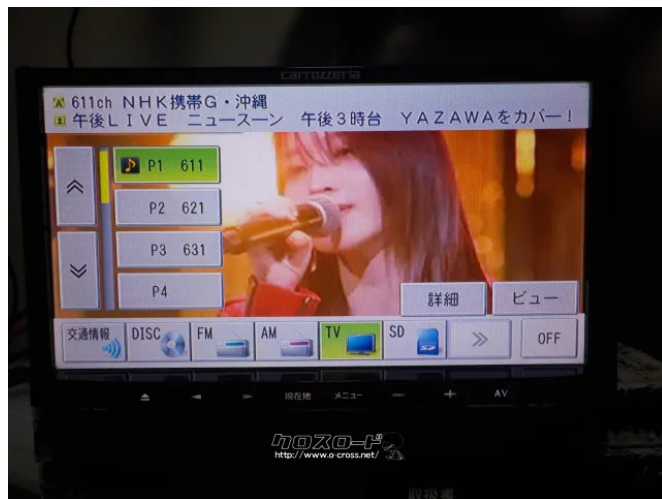 carrozzeria
A 611ch NHK携帯G・沖縄
午後LIVE ニュースーン 午後3時台 YAZAWAをカバー!
P1 611
P2 621
P3 631
P4
詳細 ビュー
交通情報 DISC FM AM TV SD OFF
現在地 メニュー － ＋ AV
クロスロード
http://www.o-cross.net/
取扱書